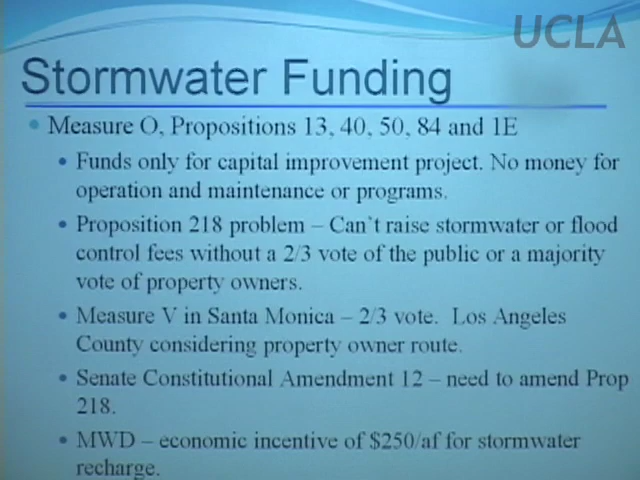 UCLA
Stormwater Funding
• Measure O, Propositions 13, 40, 50, 84 and 1E
• Funds only for capital improvement project. No money for
operation and maintenance or programs.
• Proposition 218 problem – Can't raise stormwater or flood
control fees without a 2/3 vote of the public or a majority
vote of property owners.
• Measure V in Santa Monica – 2/3 vote. Los Angeles
County considering property owner route.
• Senate Constitutional Amendment 12 – need to amend Prop
218.
• MWD – economic incentive of $250/af for stormwater
recharge.